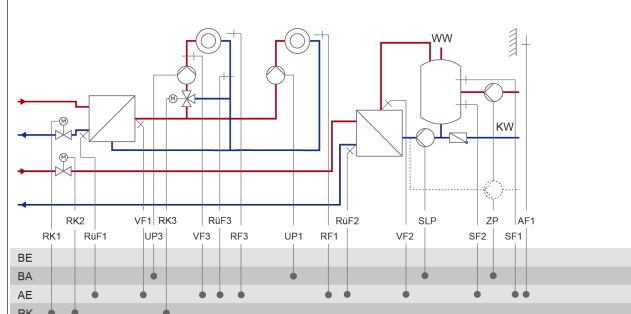 WW
M
KW
M
M
RK2 VF1 RK3 RüF3 RüF2 SLP ZP AF1
RK1 RüF1 UP3 VF3 RF3 UP1 RF1 VF2 SF2 SF1
BE
BA
AE
RK